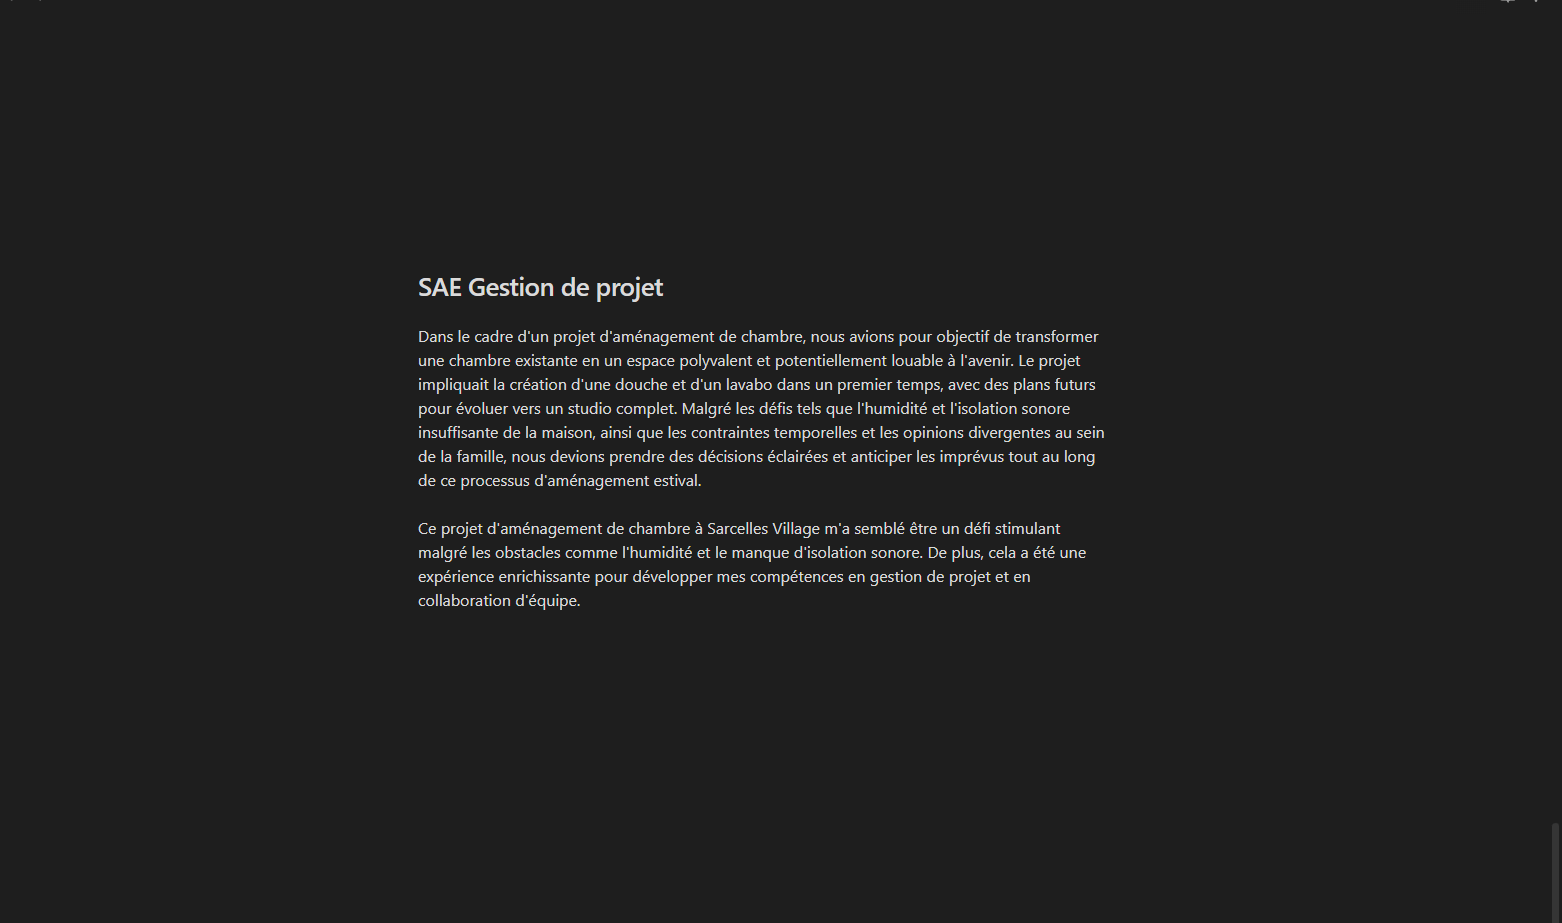 SAE Gestion de projet
Dans le cadre d'un projet d'aménagement de chambre, nous avions pour objectif de transformer
une chambre existante en un espace polyvalent et potentiellement louable à l'avenir. Le projet
impliquait la création d'une douche et d'un lavabo dans un premier temps, avec des plans futurs
pour évoluer vers un studio complet. Malgré les défis tels que l'humidité et l'isolation sonore
insuffisante de la maison, ainsi que les contraintes temporelles et les opinions divergentes au sein
de la famille, nous devions prendre des décisions éclairées et anticiper les imprévus tout au long
de ce processus d'aménagement estival.
Ce projet d'aménagement de chambre à Sarcelles Village m'a semblé être un défi stimulant
malgré les obstacles comme l'humidité et le manque d'isolation sonore. De plus, cela a été une
expérience enrichissante pour développer mes compétences en gestion de projet et en
collaboration d'équipe.